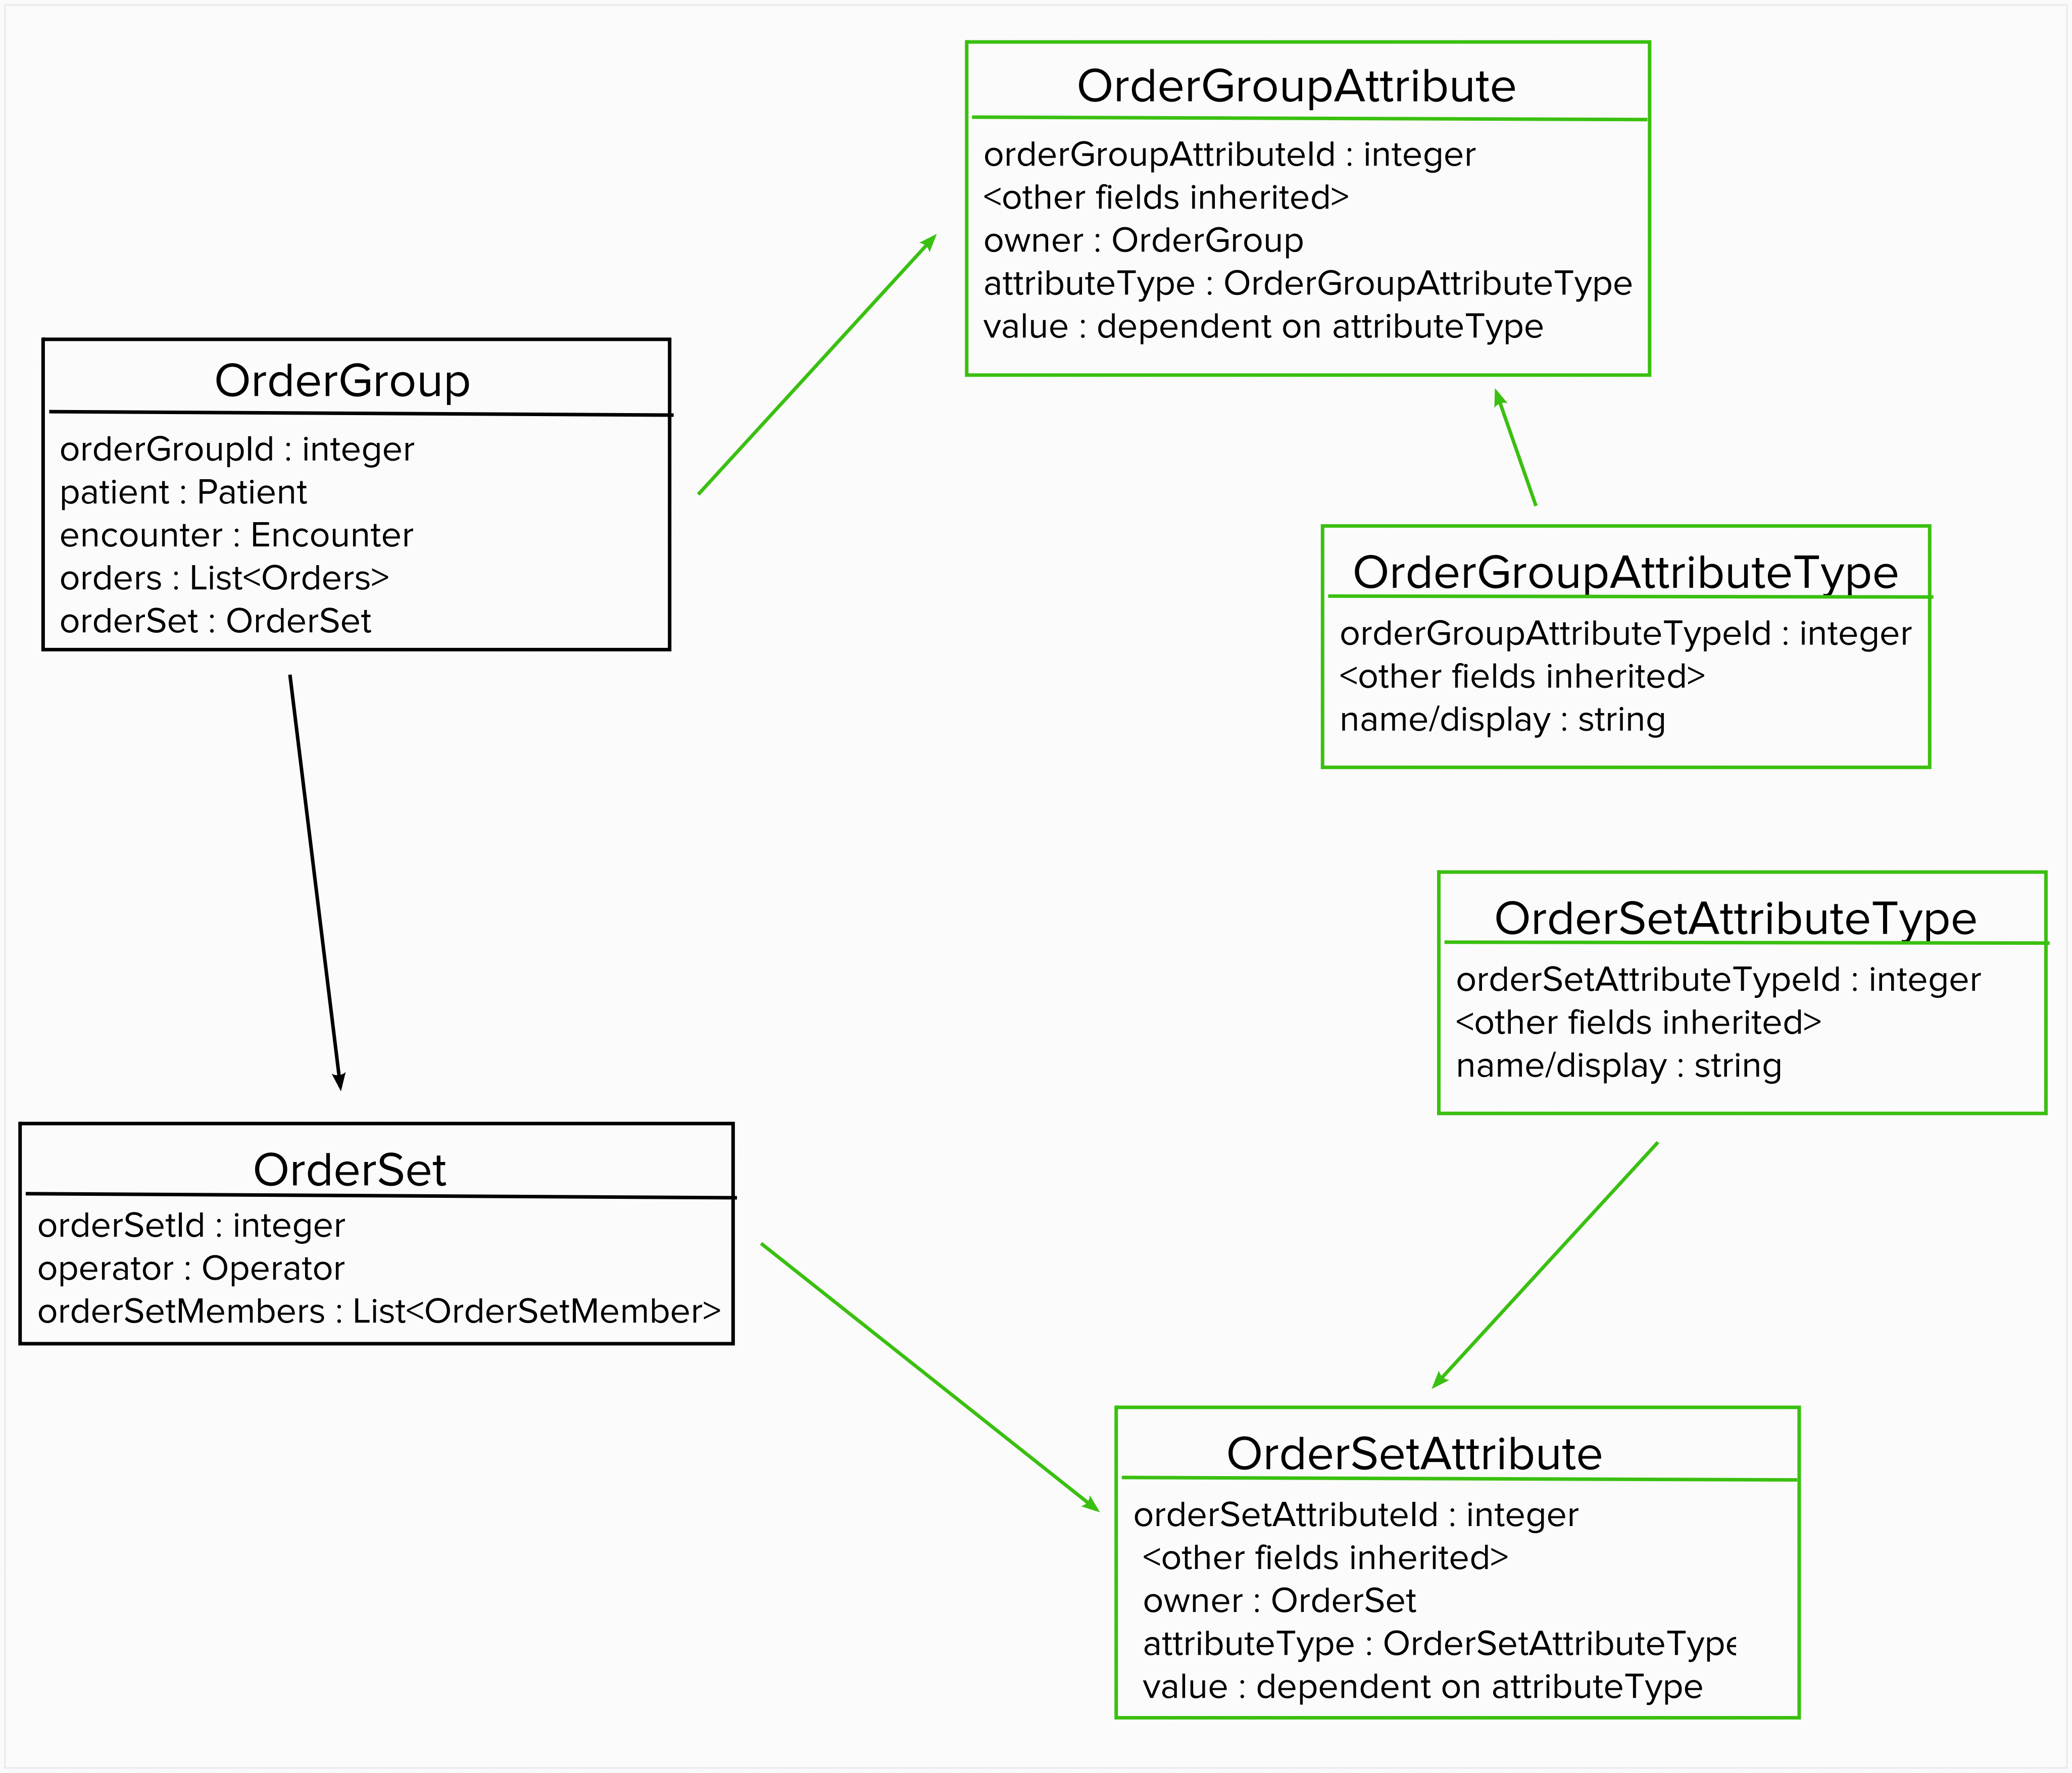 OrderGroupAttribute
orderGroupAttributeId : integer
<other fields inherited>
owner : OrderGroup
attributeType : OrderGroupAttributeType
value : dependent on attributeType
OrderGroup
orderGroupId : integer
patient : Patient
encounter : Encounter
orders : List<Orders>
orderSet : OrderSet
OrderGroupAttributeType
orderGroupAttributeTypeId : integer
<other fields inherited>
name/display : string
OrderSetAttributeType
orderSetAttributeTypeId : integer
<other fields inherited>
name/display : string
OrderSet
orderSetId : integer
operator : Operator
orderSetMembers : List<OrderSetMember>
OrderSetAttribute
orderSetAttributeId : integer
<other fields inherited>
owner : OrderSet
attributeType : OrderSetAttributeType
value : dependent on attributeType